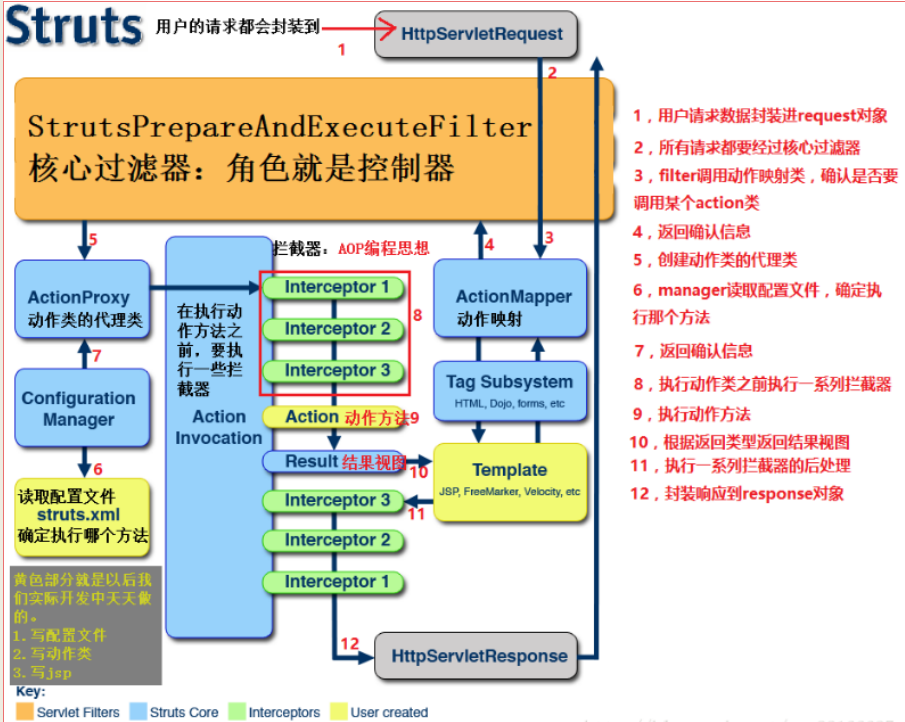 Struts
用户的请求都会封装到
1
HttpServletRequest
2
StrutsPrepareAndExecuteFilter
核心过滤器：角色就是控制器
1，用户请求数据封装进request对象
2，所有请求都要经过核心过滤器
3，filter调用动作映射类，确认是否要
调用某个action类
4，返回确认信息
5，创建动作类的代理类
6，manager读取配置文件，确定执
行那个方法
7，返回确认信息
8，执行动作类之前执行一系列拦截器
9，执行动作方法
10，根据返回类型返回结果视图
11，执行一系列拦截器的后处理
12，封装响应到response对象
5
拦截器：AOP编程思想
4
3
ActionProxy
动作类的代理类
7
Configuration
Manager
6
读取配置文件
struts.xml
确定执行哪个方法
在执行动
作方法之
前，要执
行一些拦
截器
Action
Invocation
Interceptor 1
Interceptor 2
Interceptor 3
8
Action 动作方法9
Result 结果视图
10
Interceptor 3
11
Interceptor 2
Interceptor 1
ActionMapper
动作映射
Tag Subsystem
HTML, Dojo, forms, etc
Template
JSP, FreeMarker, Velocity, etc
12
HttpServletResponse
黄色部分就是以后我
们实际开发中天天做
的。
1.写配置文件
2.写动作类
3.写jsp
Key:
Servlet Filters
Struts Core
Interceptors
User created